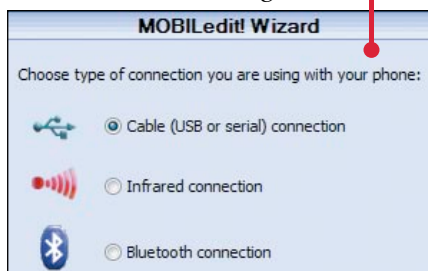 MOBILedit! Wizard
Choose type of connection you are using with your phone:
Cable (USB or serial) connection
Infrared connection
Bluetooth connection